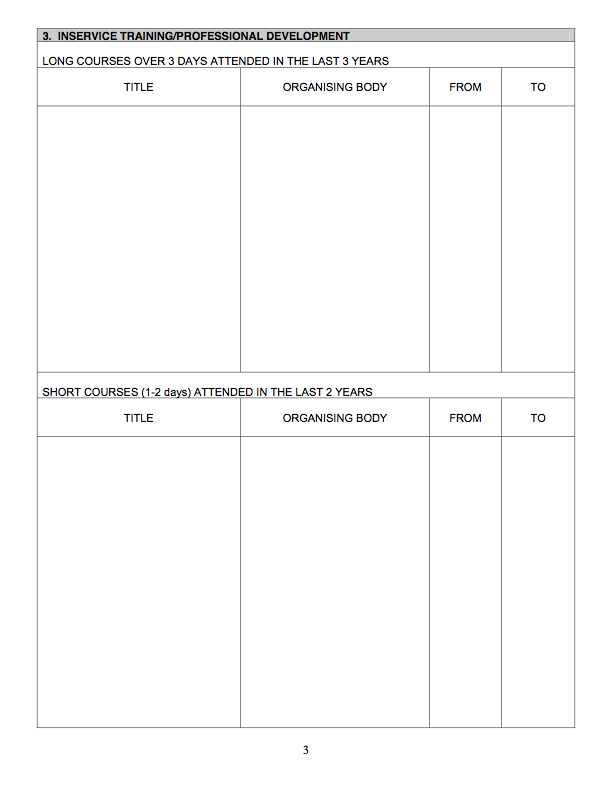 3. INSERVICE TRAINING/PROFESSIONAL DEVELOPMENT
LONG COURSES OVER 3 DAYS ATTENDED IN THE LAST 3 YEARS
TITLE ORGANISING BODY FROM TO
SHORT COURSES (1-2 days) ATTENDED IN THE LAST 2 YEARS
TITLE ORGANISING BODY FROM TO
3